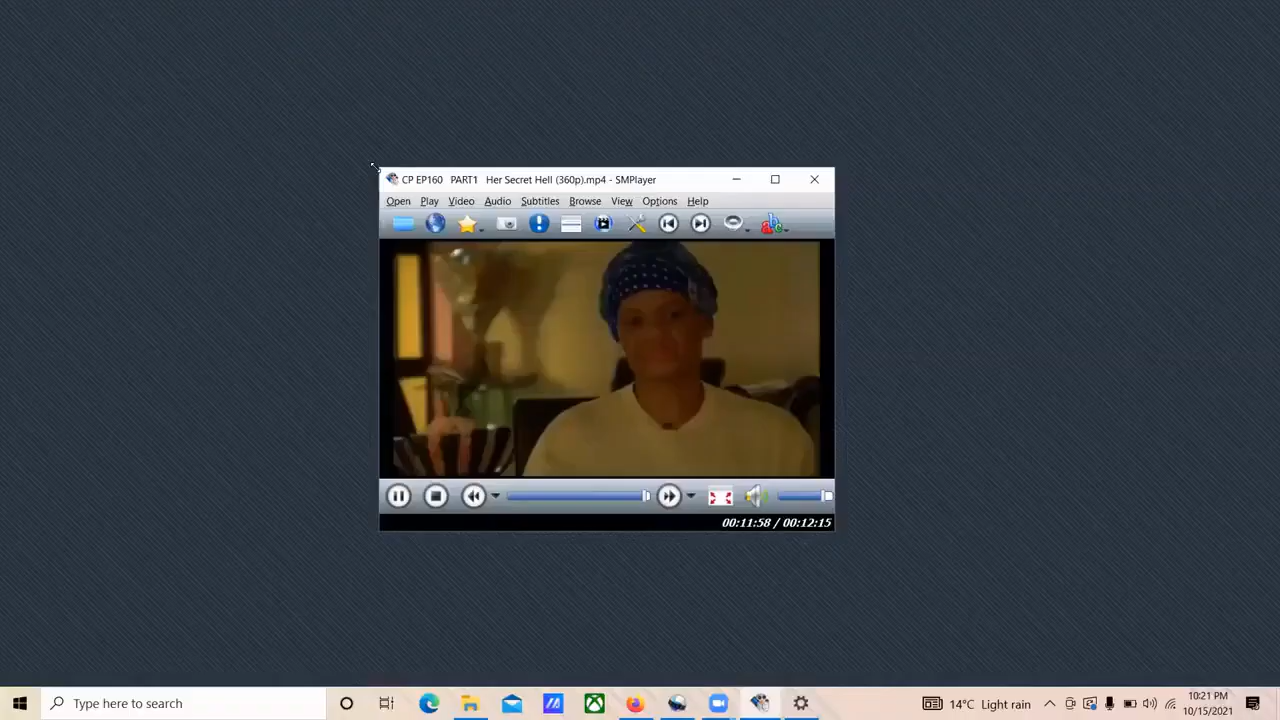 CP EP160 PART1 Her Secret Hell (360p).mp4 - SMPlayer
Open Play Video Audio Subtitles Browse View Options Help
abc
00:11:58 / 00:12:15
Type here to search
14°C Light rain
10:21 PM
10/15/2021